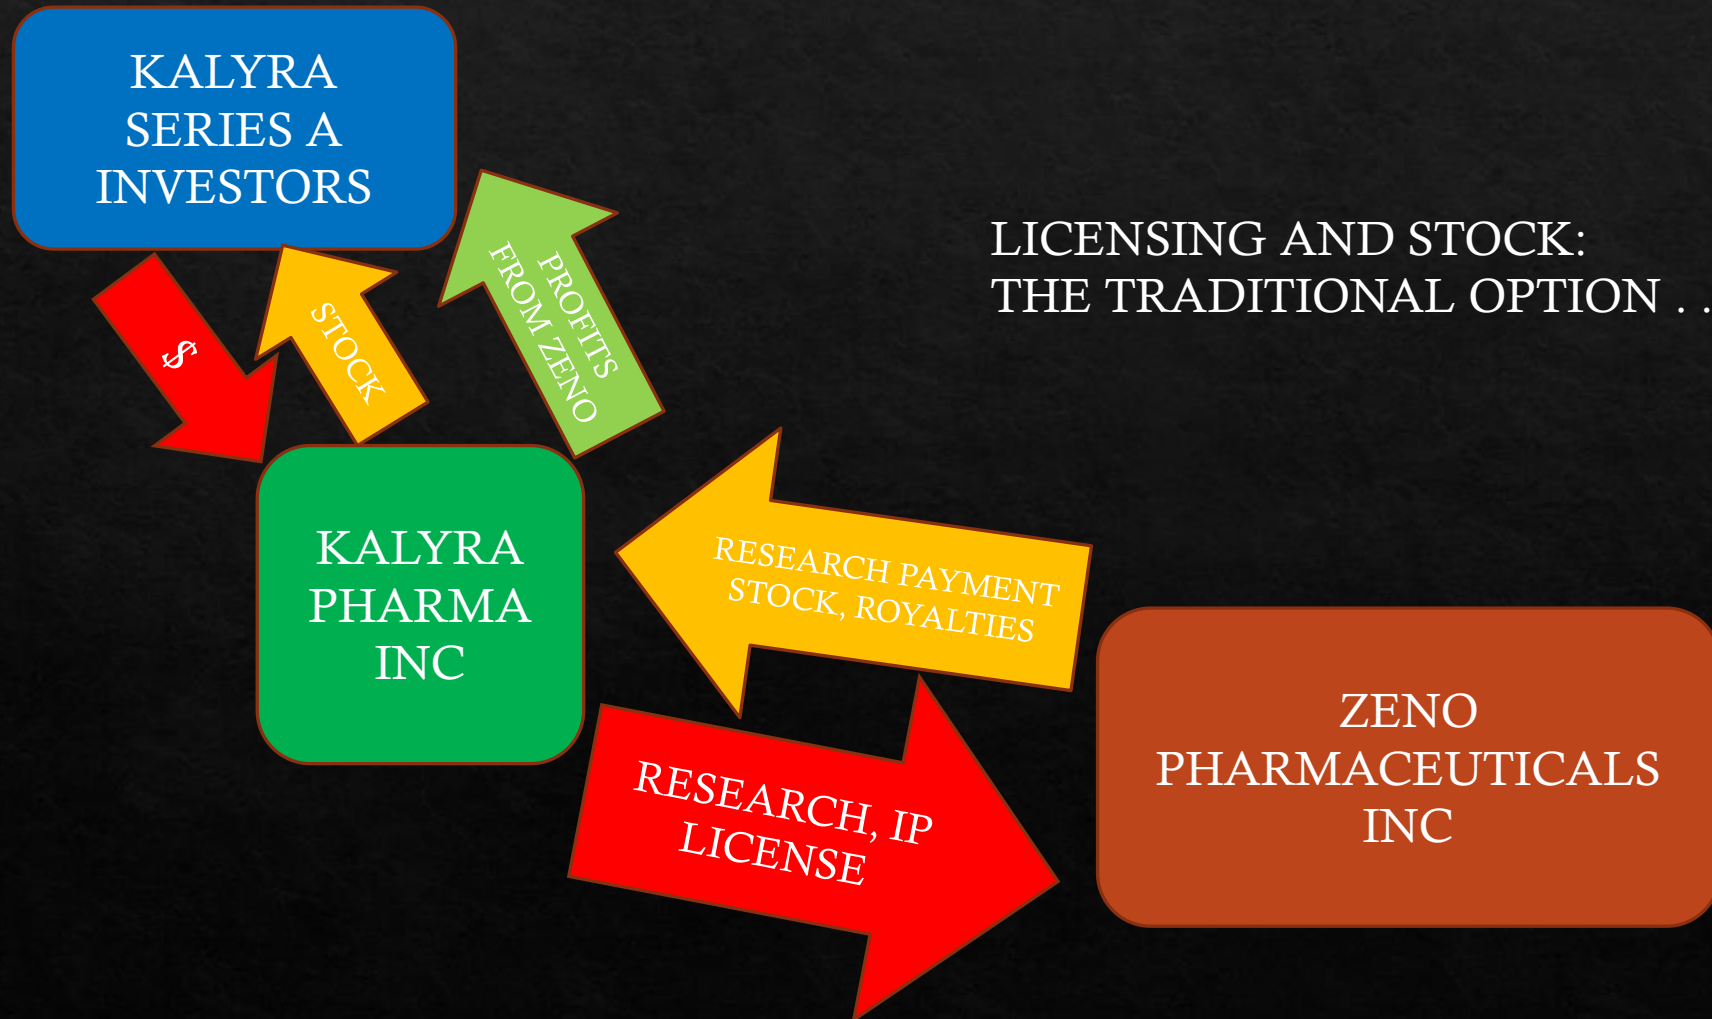 KALYRA
SERIES A
INVESTORS
LICENSING AND STOCK:
THE TRADITIONAL OPTION . .
$
STOCK
PROFITS
FROM ZENO
KALYRA
PHARMA
INC
RESEARCH PAYMENT
STOCK, ROYALTIES
RESEARCH, IP
LICENSE
ZENO
PHARMACEUTICALS
INC